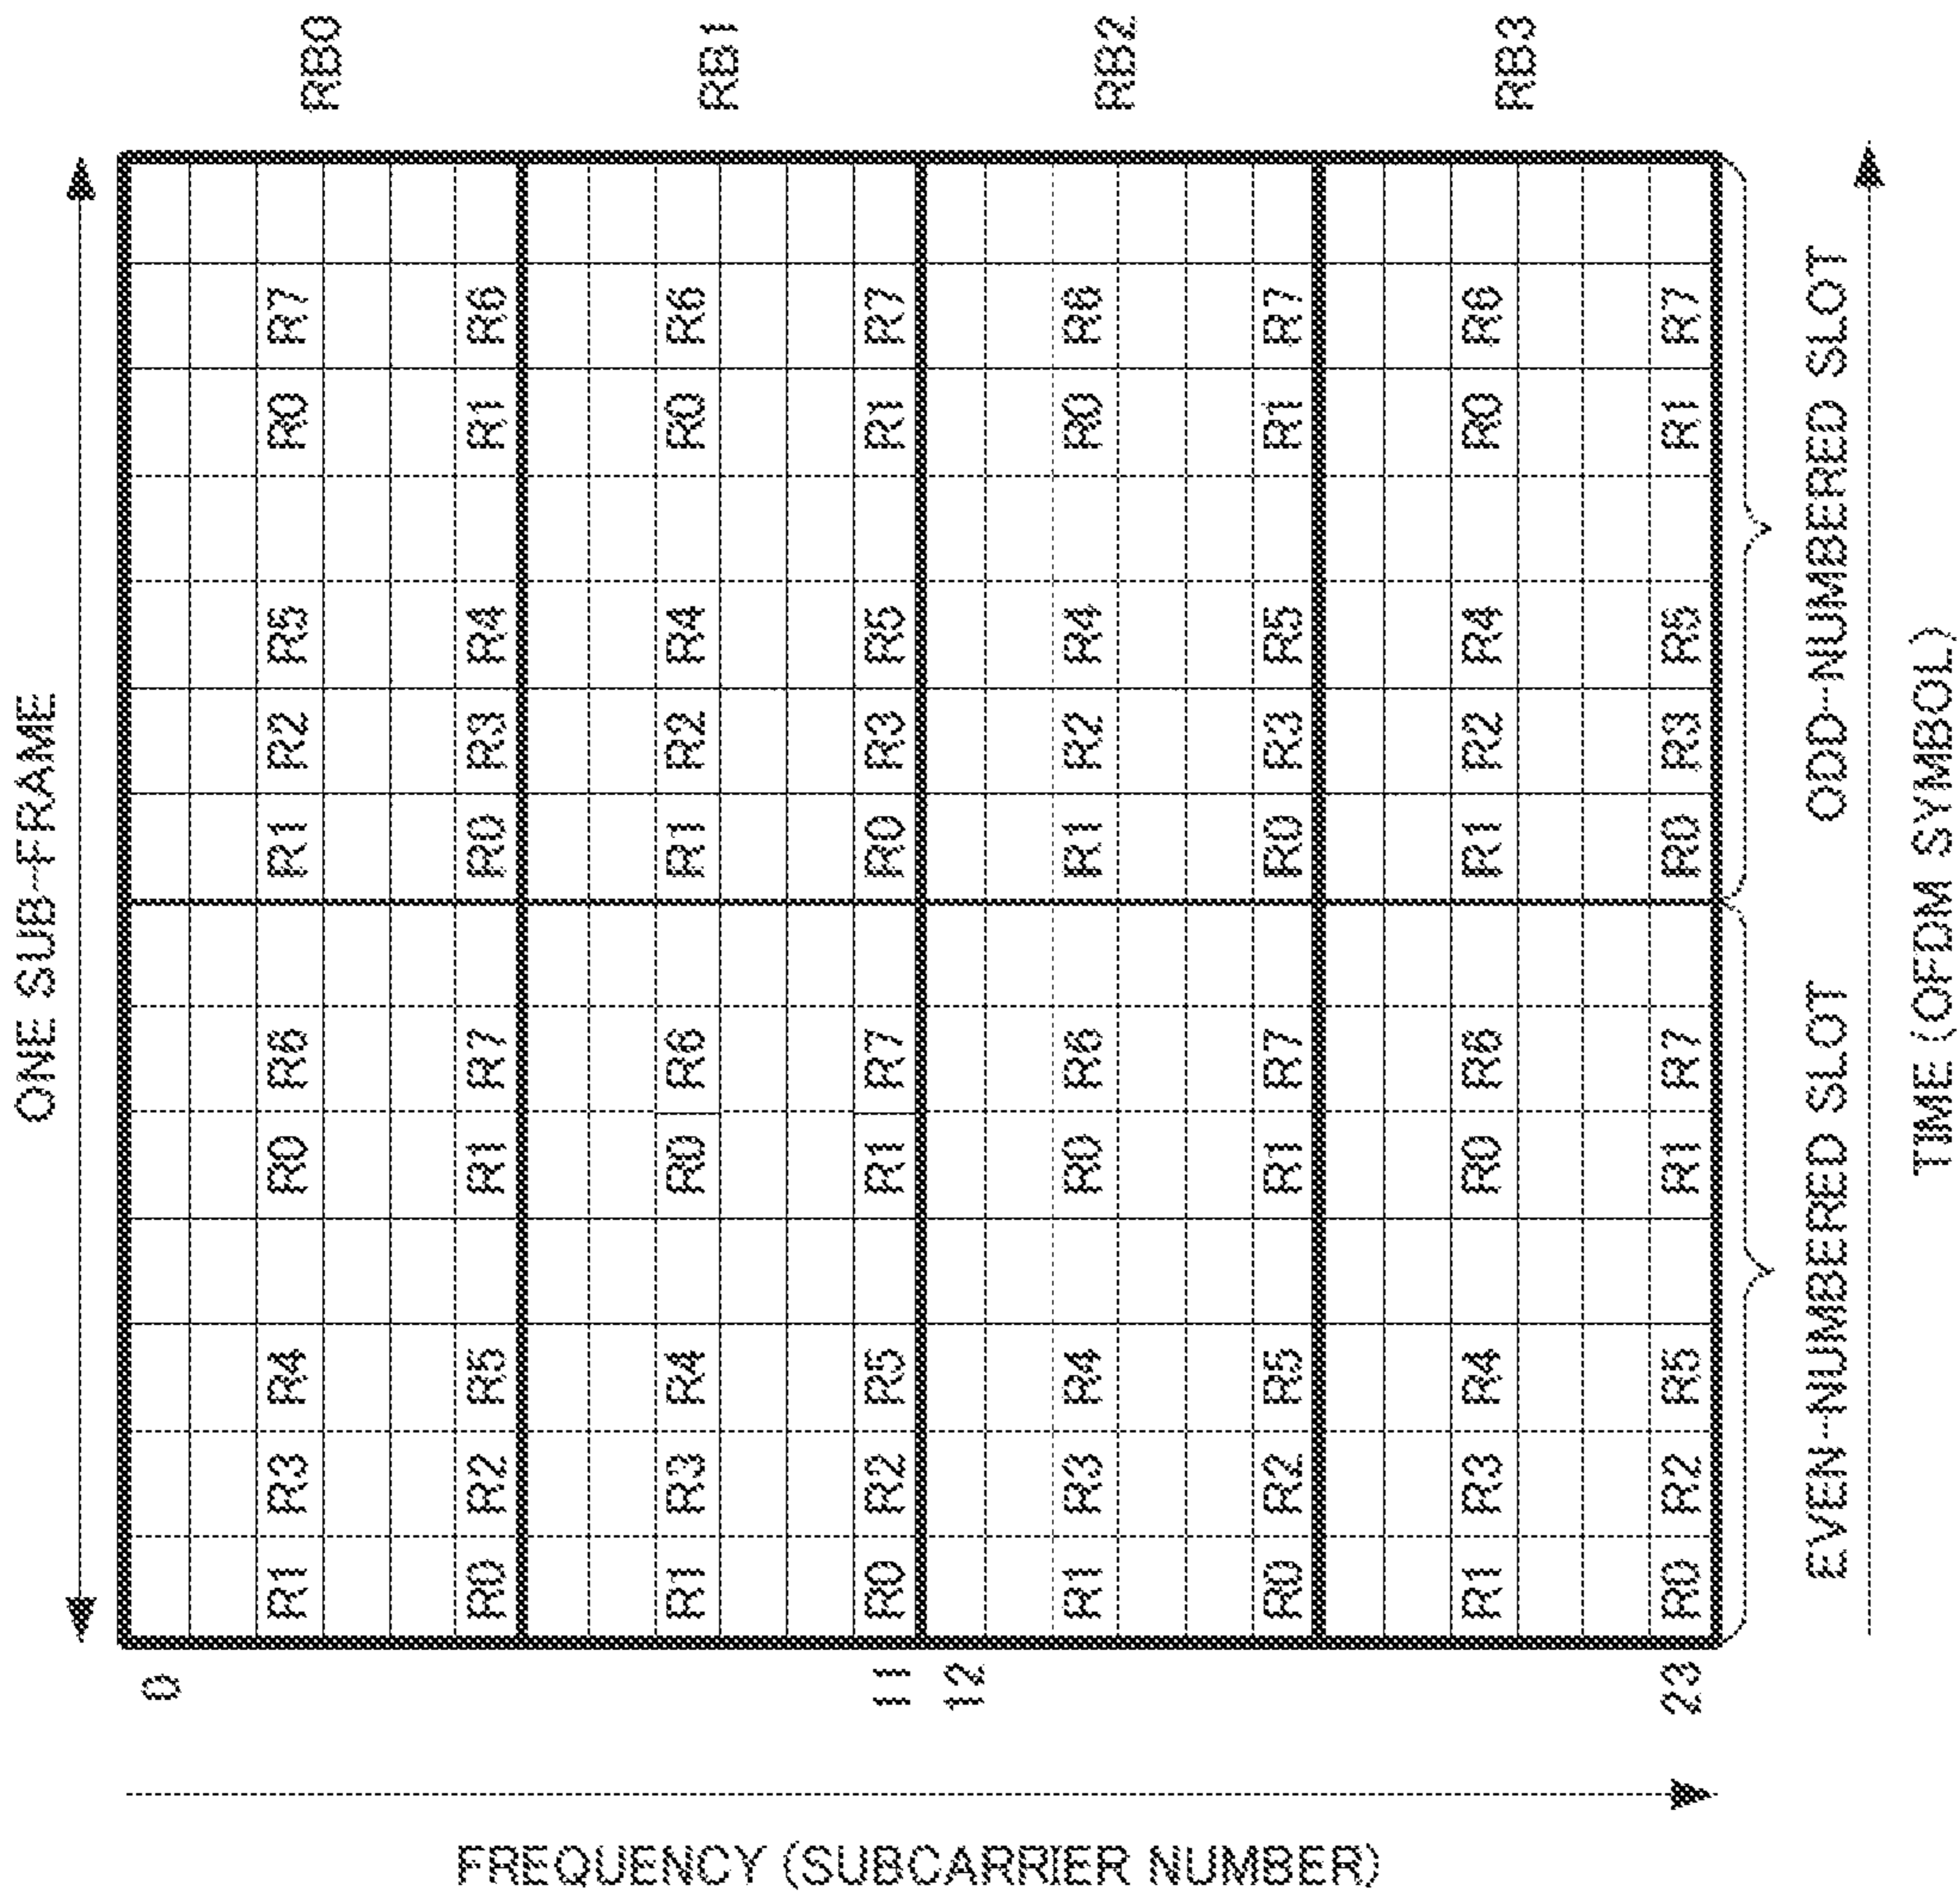 ONE SUB-FRAME
0
R1 R3 R4 R0 R6 R1 R2 R5 R0 R7
RB0
R0 R2 R5 R1 R7 R0 R3 R4 R1 R6
R1 R3 R4 R0 R6 R1 R2 R4 R0 R6
RB1
11 R0 R2 R5 R1 R7 R0 R3 R5 R1 R7
12
R1 R3 R4 R0 R6 R1 R2 R4 R0 R6
RB2
R0 R2 R5 R1 R7 R0 R3 R5 R1 R7
R1 R3 R4 R0 R6 R1 R2 R4 R0 R6
RB3
23 R0 R2 R5 R1 R7 R0 R3 R5 R1 R7
FREQUENCY (SUBCARRIER NUMBER)
EVEN-NUMBERED SLOT
ODD-NUMBERED SLOT
TIME (OFDM SYMBOL)